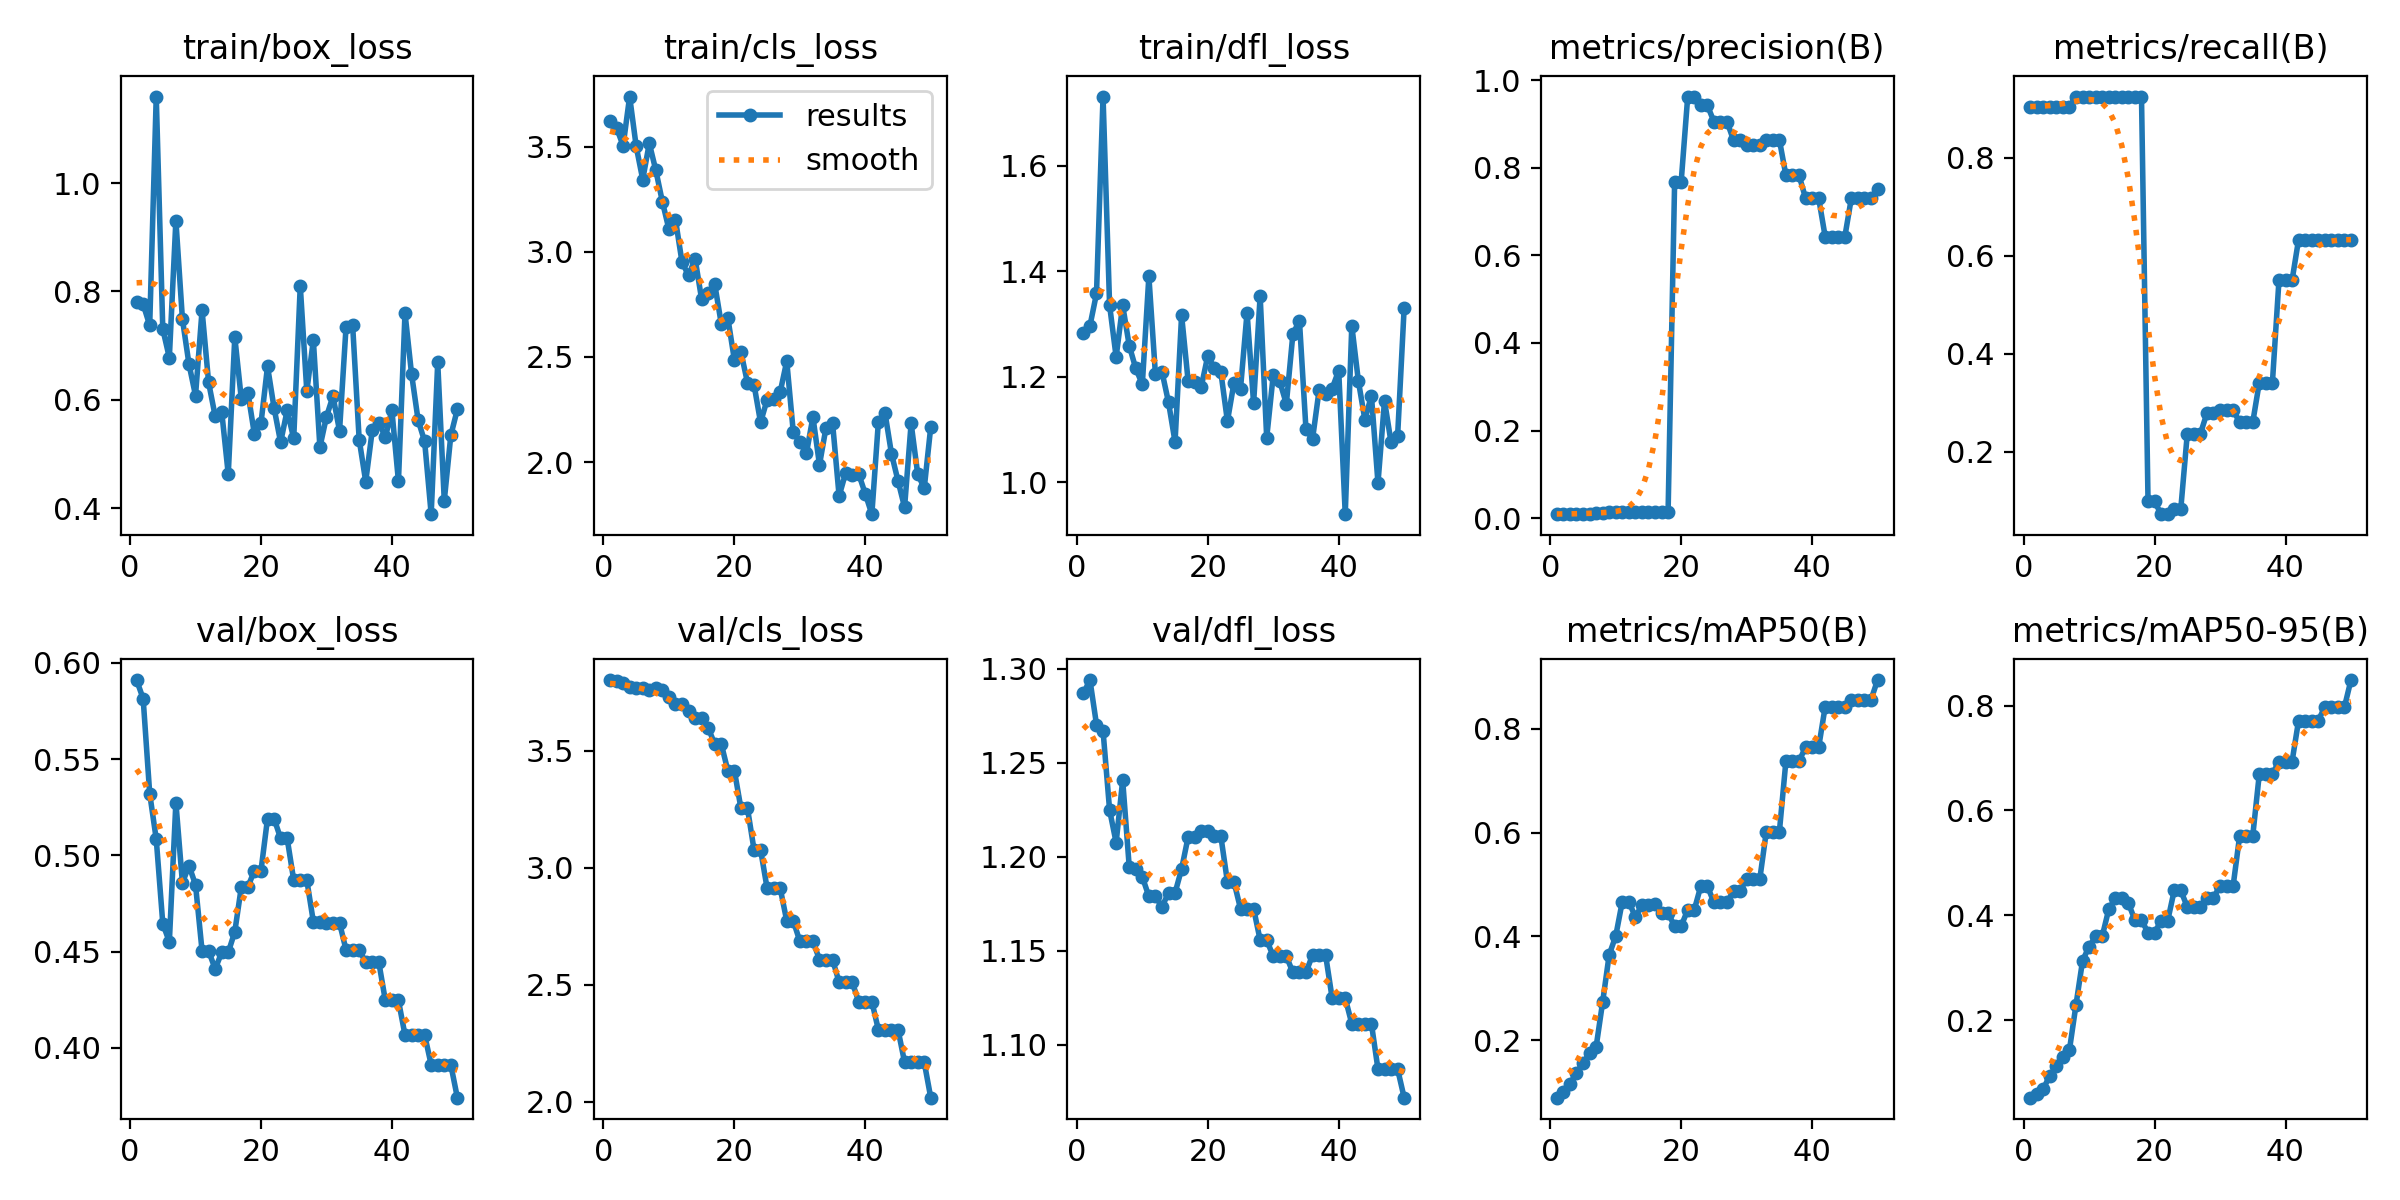 train/box_loss
train/cls_loss
train/dfl_loss
metrics/precision(B)
metrics/recall(B)
1.0
0.8
0.6
0.4
0 20 40
results
smooth
3.5
3.0
2.5
2.0
0 20 40
1.6
1.4
1.2
1.0
0 20 40
1.0
0.8
0.6
0.4
0.2
0.0
0 20 40
0.8
0.6
0.4
0.2
0 20 40
val/box_loss
val/cls_loss
val/dfl_loss
metrics/mAP50(B)
metrics/mAP50-95(B)
0.60
0.55
0.50
0.45
0.40
0 20 40
3.5
3.0
2.5
2.0
0 20 40
1.30
1.25
1.20
1.15
1.10
0 20 40
0.8
0.6
0.4
0.2
0 20 40
0.8
0.6
0.4
0.2
0 20 40